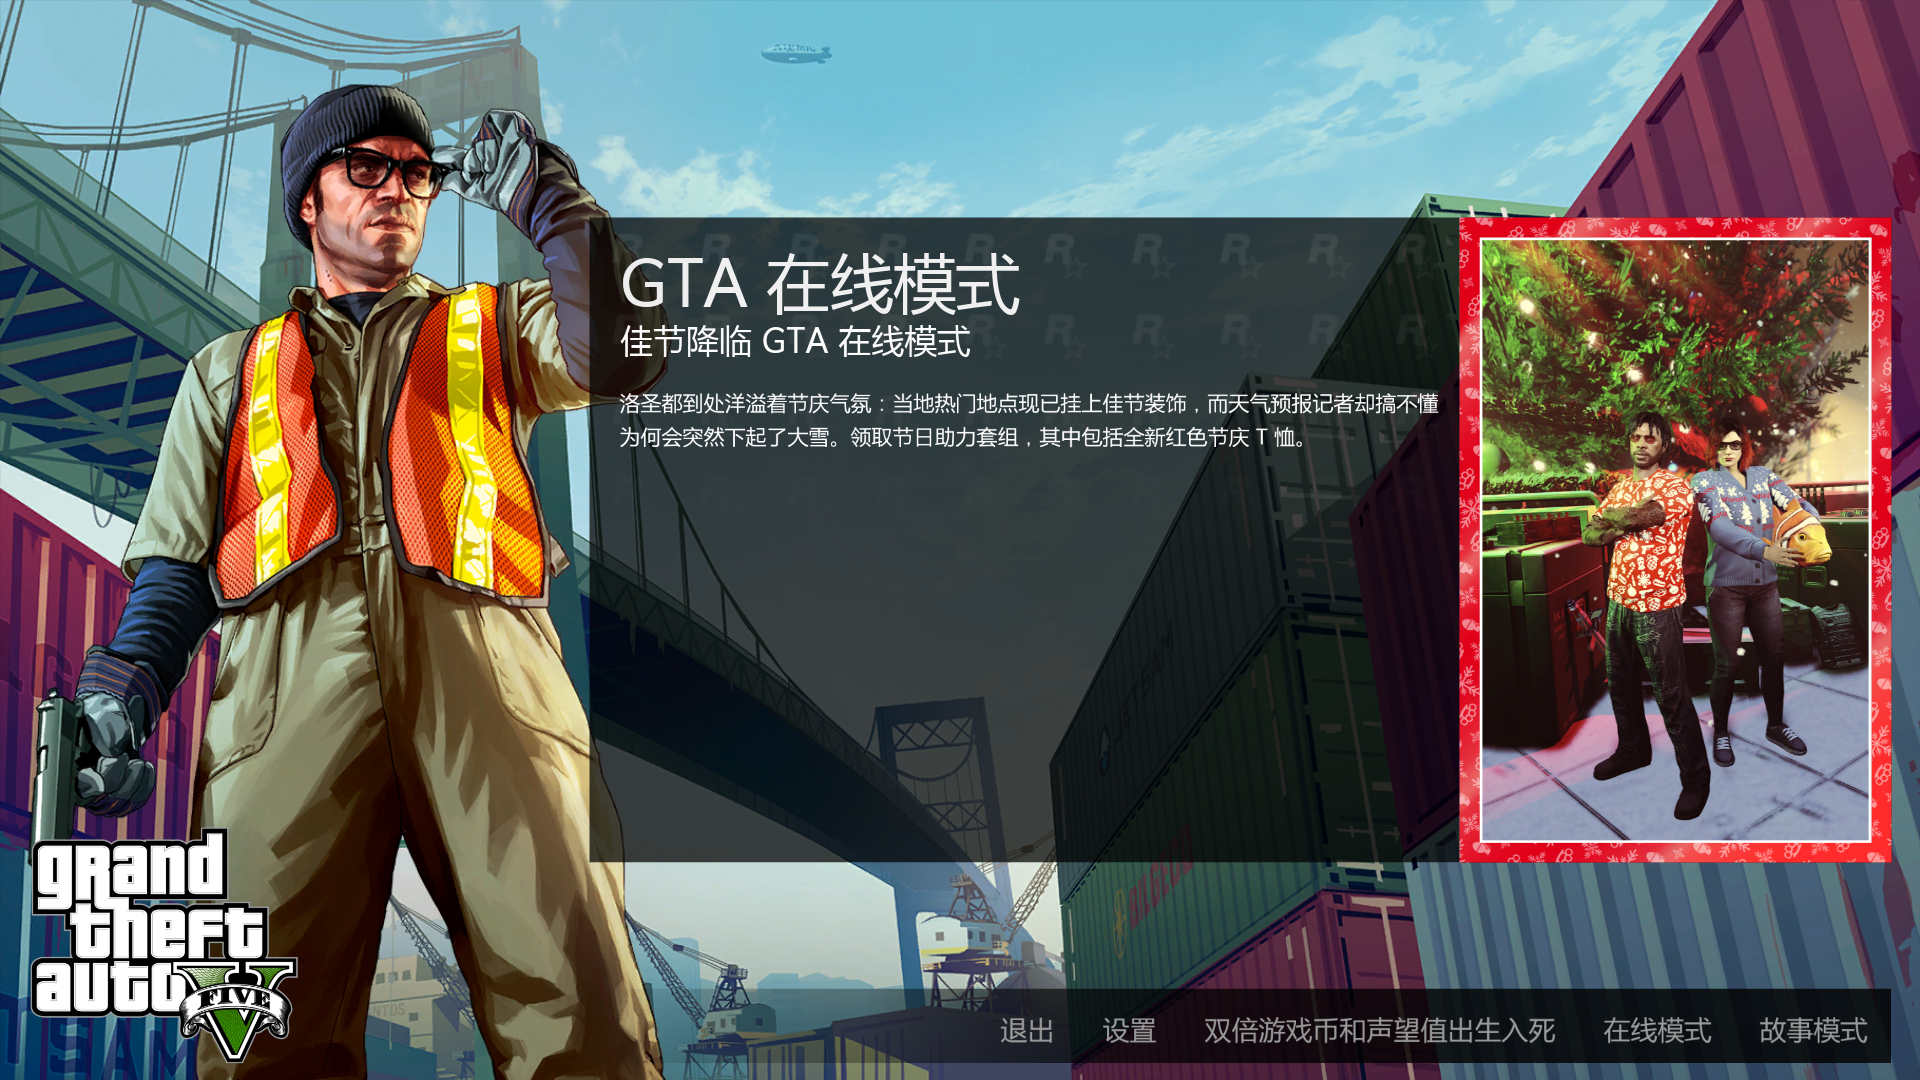 GTA 在线模式
佳节降临 GTA 在线模式
洛圣都到处洋溢着节庆气氛：当地热门地点现已挂上佳节装饰，而天气预报记者却搞不懂
为何会突然下起了大雪。领取节日助力套组，其中包括全新红色节庆 T 恤。
BILGECO
grand
theft
auto
V
FIVE
退出 设置 双倍游戏币和声望值出生入死 在线模式 故事模式